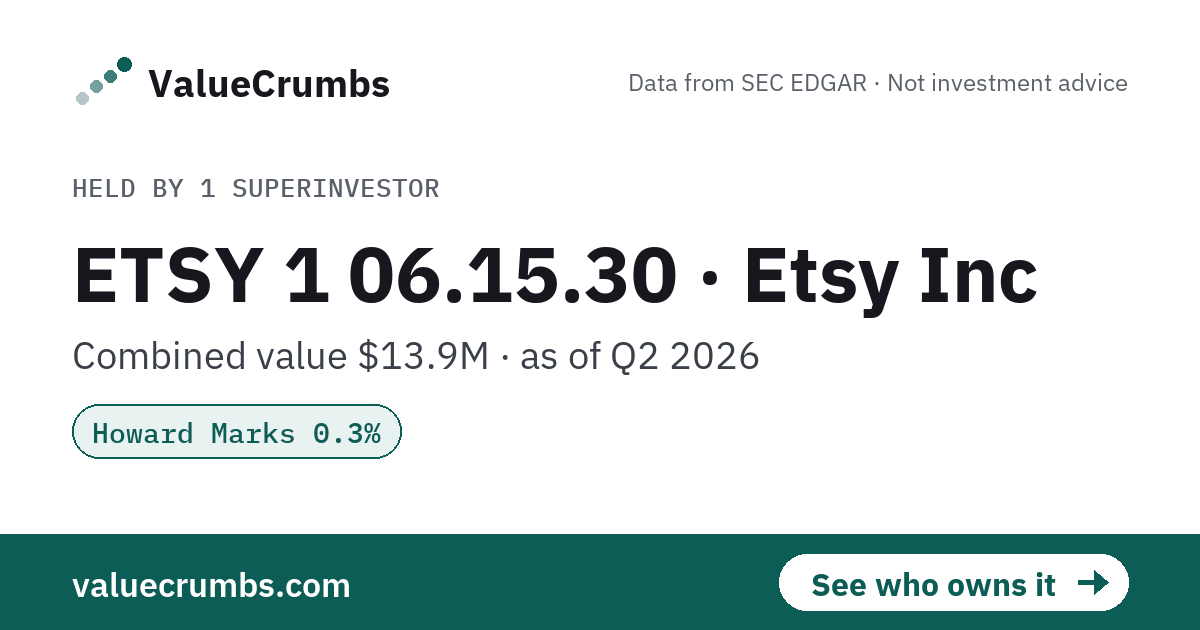 ValueCrumbs
Data from SEC EDGAR · Not investment advice
HELD BY 1 SUPERINVESTOR
ETSY 1 06.15.30 · Etsy Inc
Combined value $13.9M · as of Q2 2026
Howard Marks 0.3%
valuecrumbs.com
See who owns it →